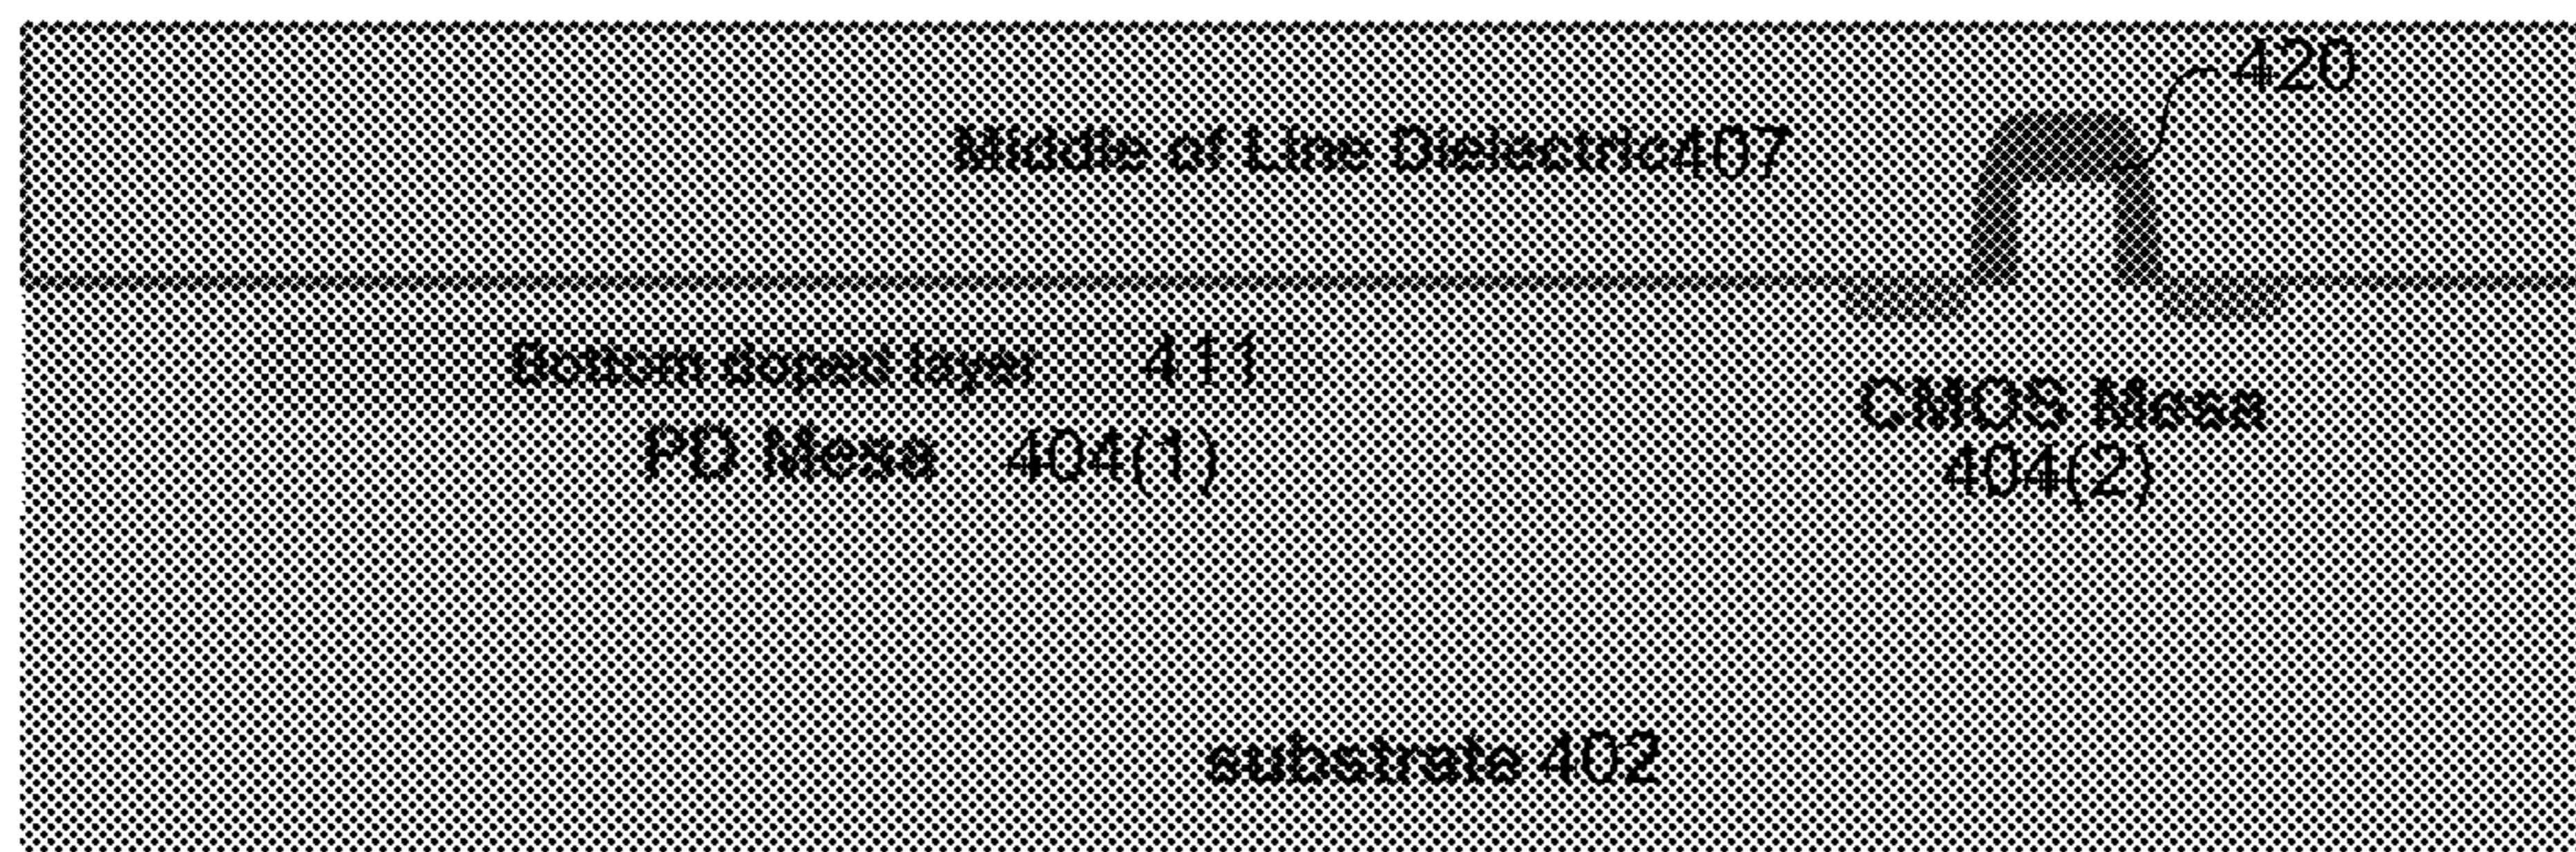 420
Middle of Line Dielectric407
Bottom doped layer 411
PD Mesa 404(1)
CMOS Mesa
404(2)
substrate 402